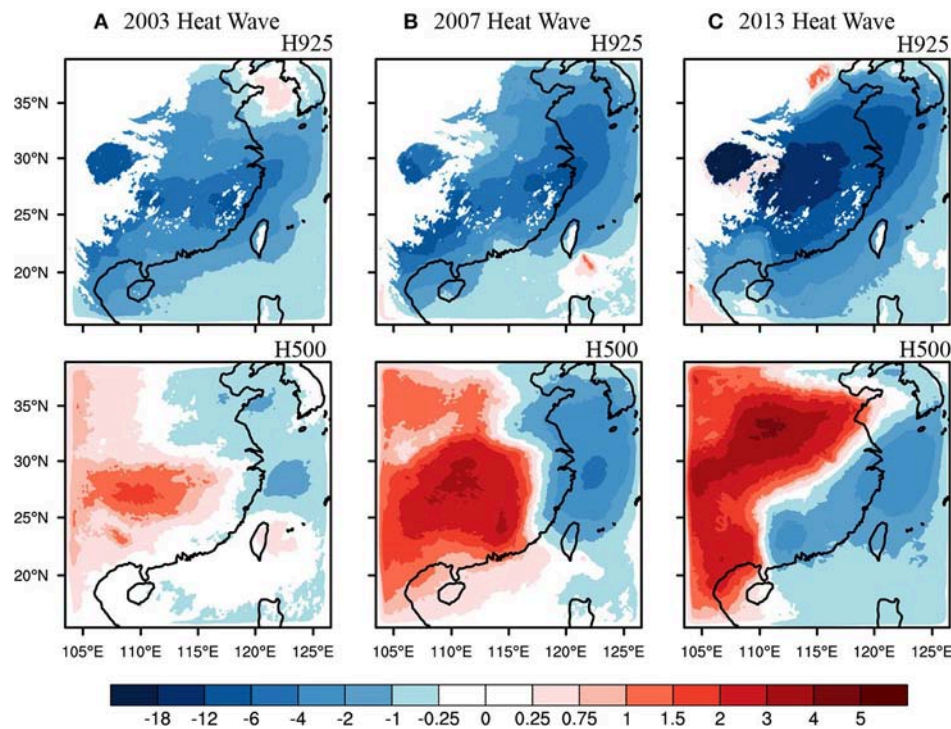 A 2003 Heat Wave
H925
B 2007 Heat Wave
H925
C 2013 Heat Wave
H925
35°N
30°N
25°N
20°N
H500
H500
H500
35°N
30°N
25°N
20°N
105°E 110°E 115°E 120°E 125°E
105°E 110°E 115°E 120°E 125°E
105°E 110°E 115°E 120°E 125°E
-18 -12 -6 -4 -2 -1 -0.25 0 0.25 0.75 1 1.5 2 3 4 5